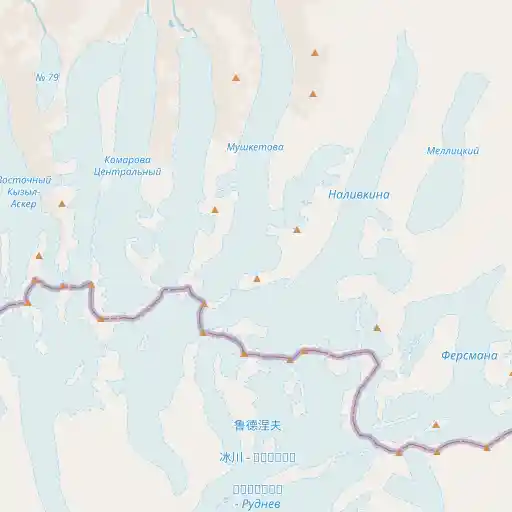 № 79
Мушкетова
Комарова
Центральный
Меллицкий
Восточный
Кызыл-
Аскер
Наливкина
Ферсмана
鲁德涅夫
冰川 -
- Руднев